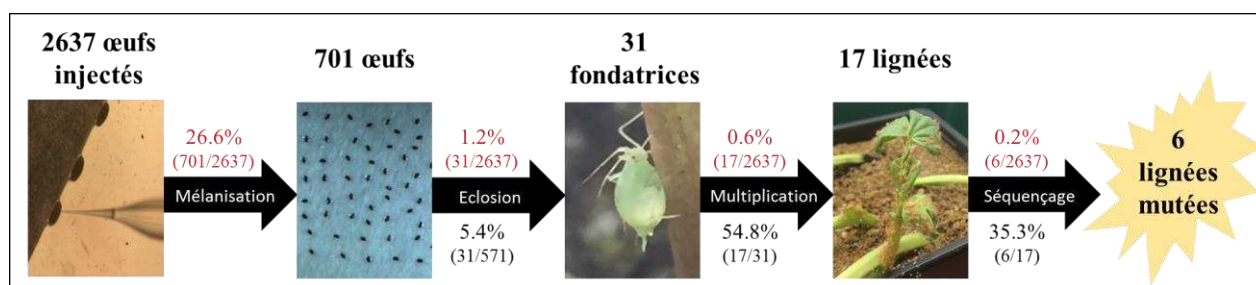 2637 œufs
injectés
26.6%
(701/2637)
Mélanisation
701 œufs
1.2%
(31/2637)
Eclosion
5.4%
(31/571)
31
fondatrices
0.6%
(17/2637)
Multiplication
54.8%
(17/31)
17 lignées
0.2%
(6/2637)
Séquençage
35.3%
(6/17)
6
lignées
mutées